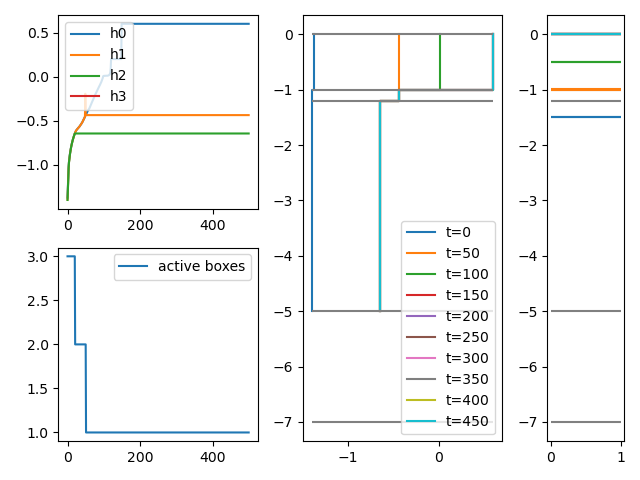 0.5
0.0
−0.5
−1.0
0
200
400
h0
h1
h2
h3
3.0
2.5
2.0
1.5
1.0
0
200
400
active boxes
0
−1
−2
−3
−4
−5
−6
−7
−1
0
t=0
t=50
t=100
t=150
t=200
t=250
t=300
t=350
t=400
t=450
0
−1
−2
−3
−4
−5
−6
−7
0
1